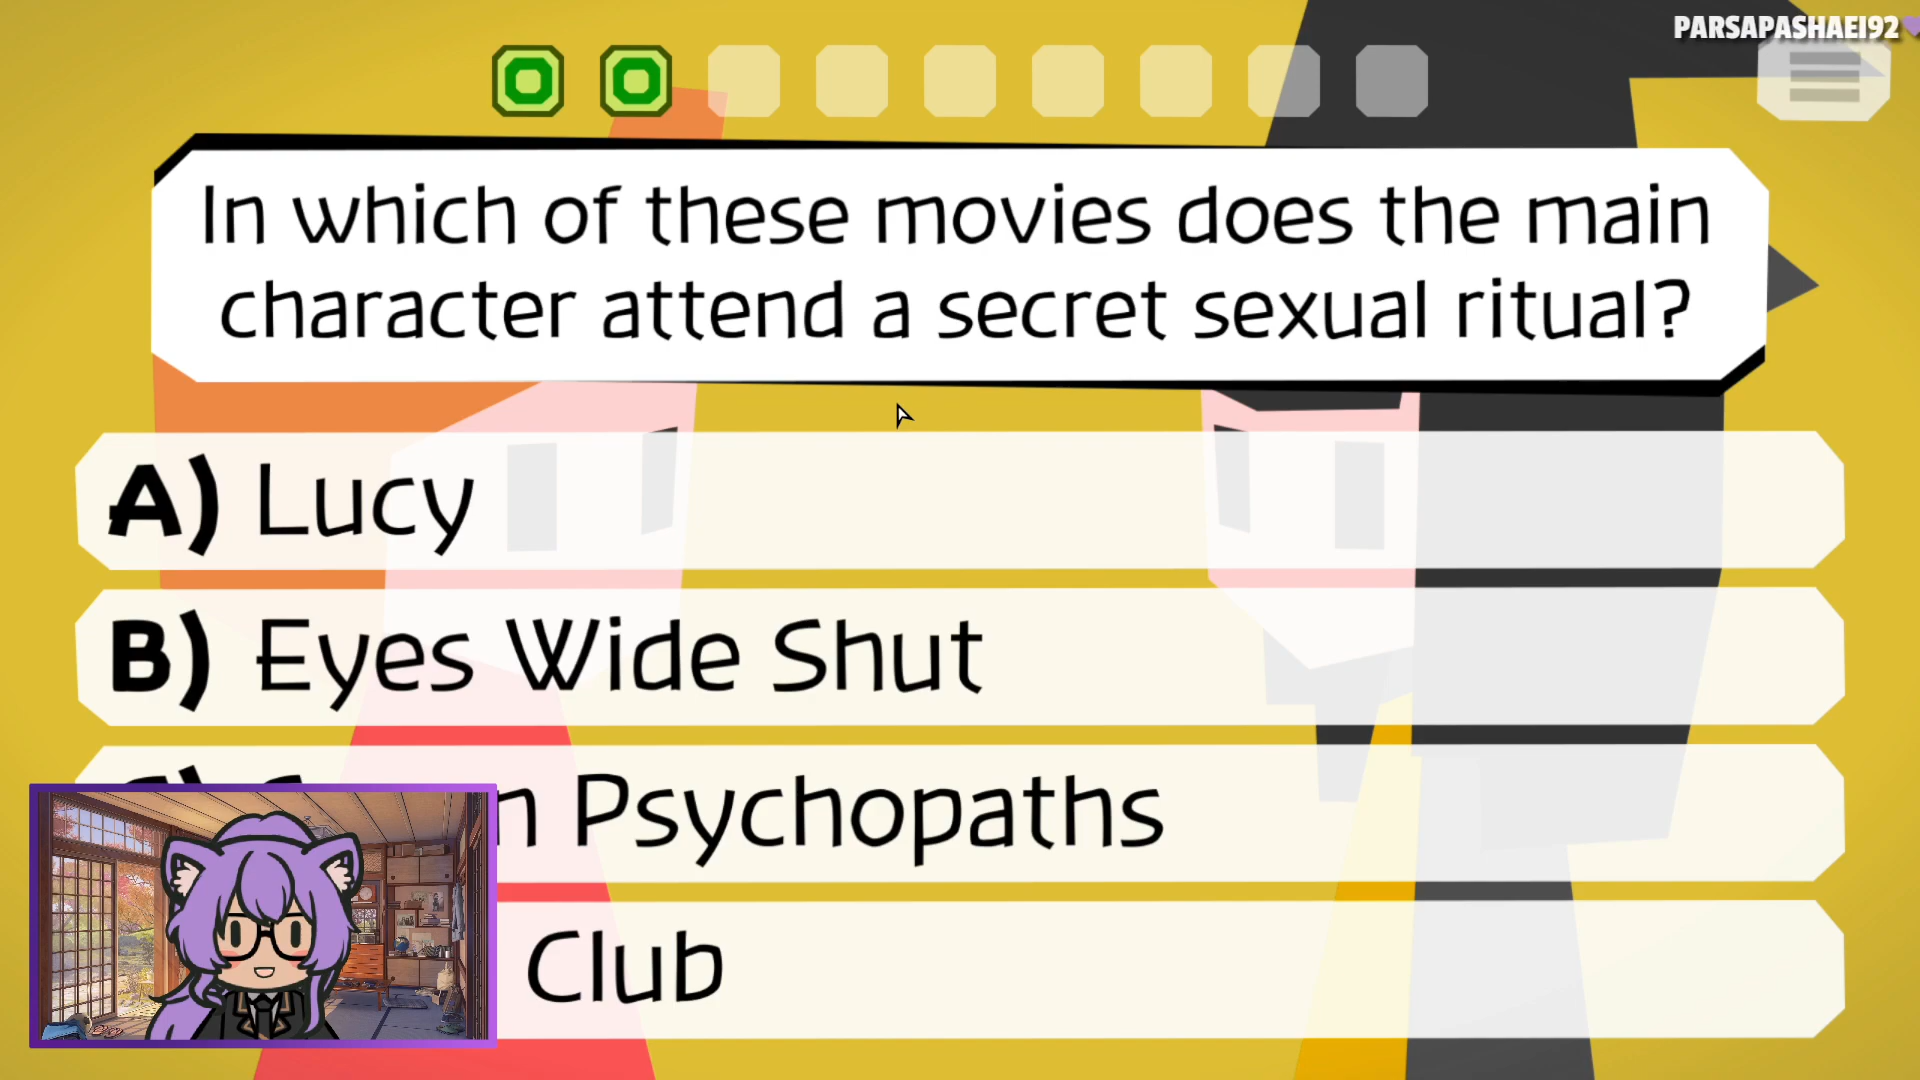 PARSAPASHAEI92
In which of these movies does the main
character attend a secret sexual ritual?
A) Lucy
B) Eyes Wide Shut
Psychopaths
Club